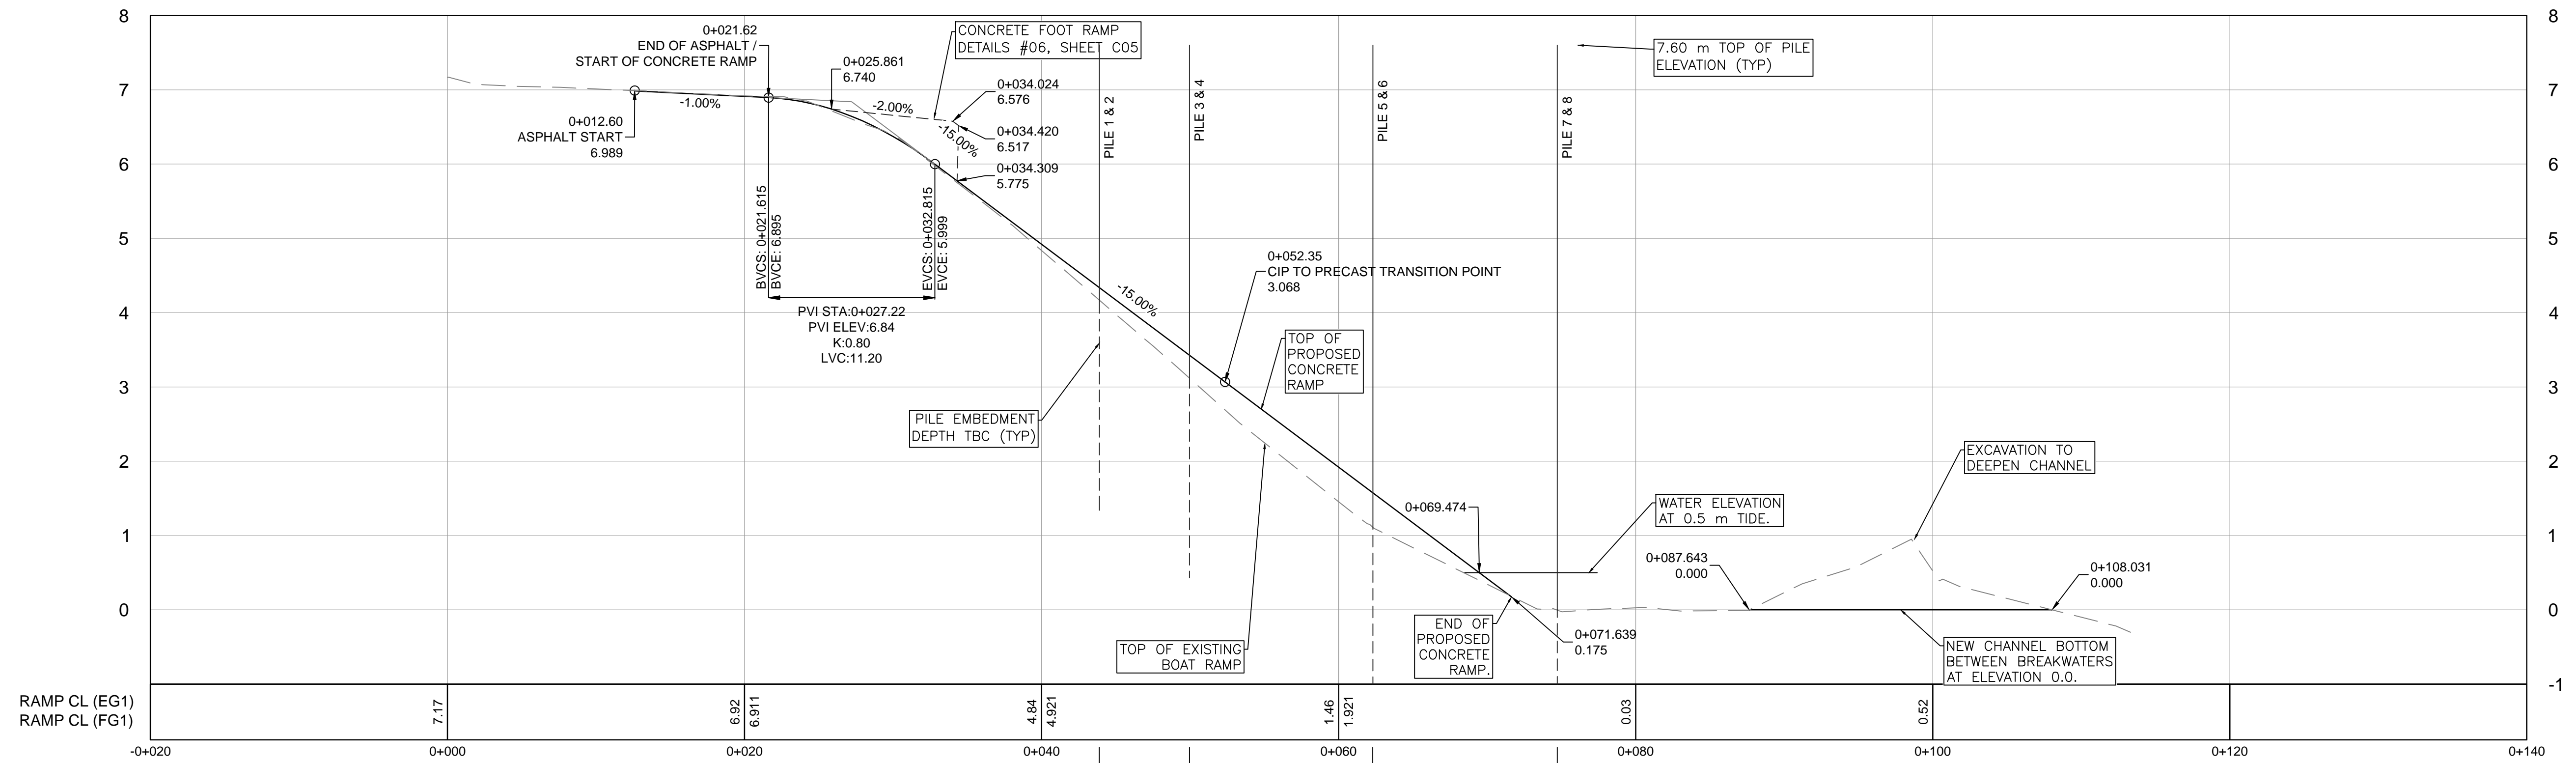 8
7
6
5
4
3
2
1
0
8
7
6
5
4
3
2
1
0
-1
0+021.62
END OF ASPHALT /
START OF CONCRETE RAMP
0+012.60
ASPHALT START
6.989
-1.00%
0+025.861
6.740
-2.00%
CONCRETE FOOT RAMP
DETAILS #06, SHEET C05
0+034.024
6.576
0+034.420
6.517
-15.00%
0+034.309
5.775
BVCS: 0+021.615
BVCE: 6.895
EVCS: 0+032.815
EVCE: 5.999
PVI STA:0+027.22
PVI ELEV:6.84
K:0.80
LVC:11.20
PILE 1 & 2
PILE 3 & 4
PILE 5 & 6
PILE 7 & 8
7.60 m TOP OF PILE
ELEVATION (TYP)
-15.00%
0+052.35
CIP TO PRECAST TRANSITION POINT
3.068
TOP OF
PROPOSED
CONCRETE
RAMP
PILE EMBEDMENT
DEPTH TBC (TYP)
TOP OF EXISTING
BOAT RAMP
0+069.474
WATER ELEVATION
AT 0.5 m TIDE.
END OF
PROPOSED
CONCRETE
RAMP.
0+071.639
0.175
0+087.643
0.000
EXCAVATION TO
DEEPEN CHANNEL
0+108.031
0.000
NEW CHANNEL BOTTOM
BETWEEN BREAKWATERS
AT ELEVATION 0.0.
RAMP CL (EG1)
RAMP CL (FG1)
7.17
6.92
6.911
4.84
4.921
1.46
1.921
0.03
0.52
-0+020
0+000
0+020
0+040
0+060
0+080
0+100
0+120
0+140